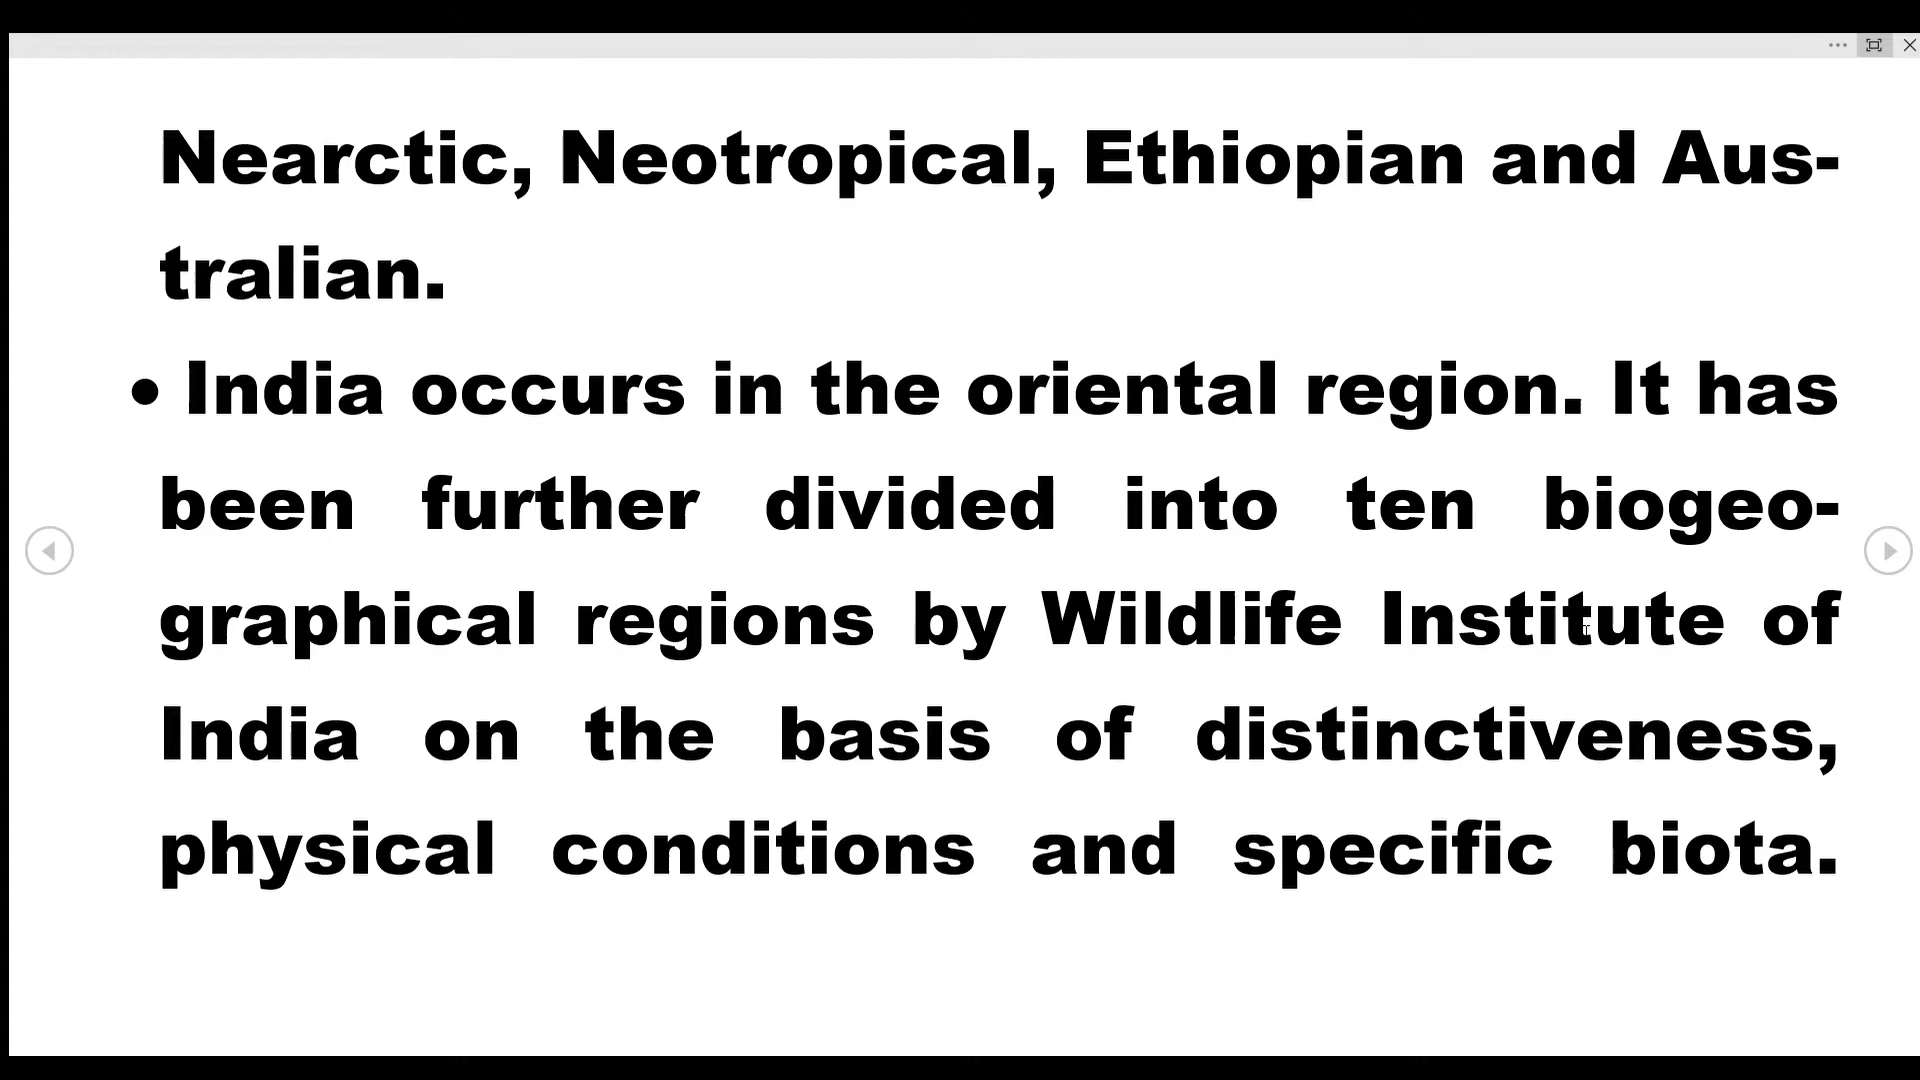 Nearctic, Neotropical, Ethiopian and Aus-
tralian.
• India occurs in the oriental region. It has
been further divided into ten biogeo-
graphical regions by Wildlife Institute of
India on the basis of distinctiveness,
physical conditions and specific biota.